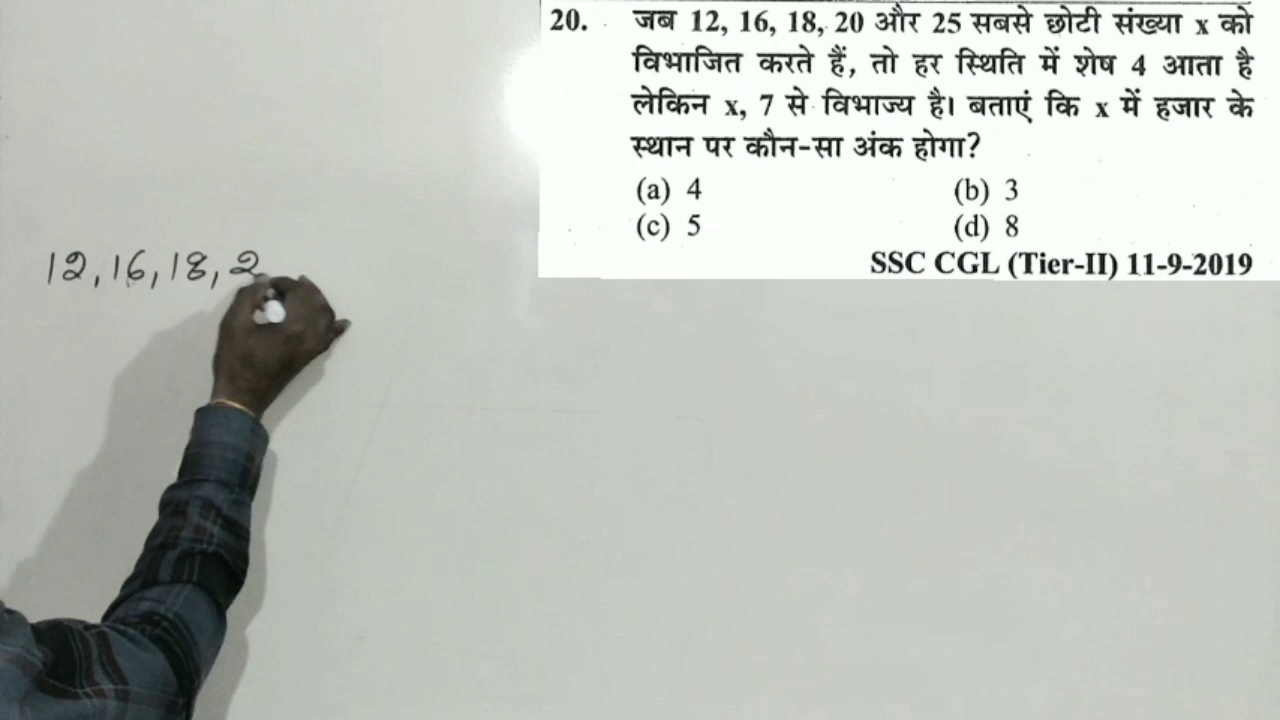 20. जब 12, 16, 18, 20 और 25 सबसे छोटी संख्या x को
विभाजित करते हैं, तो हर स्थिति में शेष 4 आता है
लेकिन x, 7 से विभाज्य है। बताएं कि x में हजार के
स्थान पर कौन-सा अंक होगा?
(a) 4 (b) 3
(c) 5 (d) 8
SSC CGL (Tier-II) 11-9-2019
12, 16, 18, 2